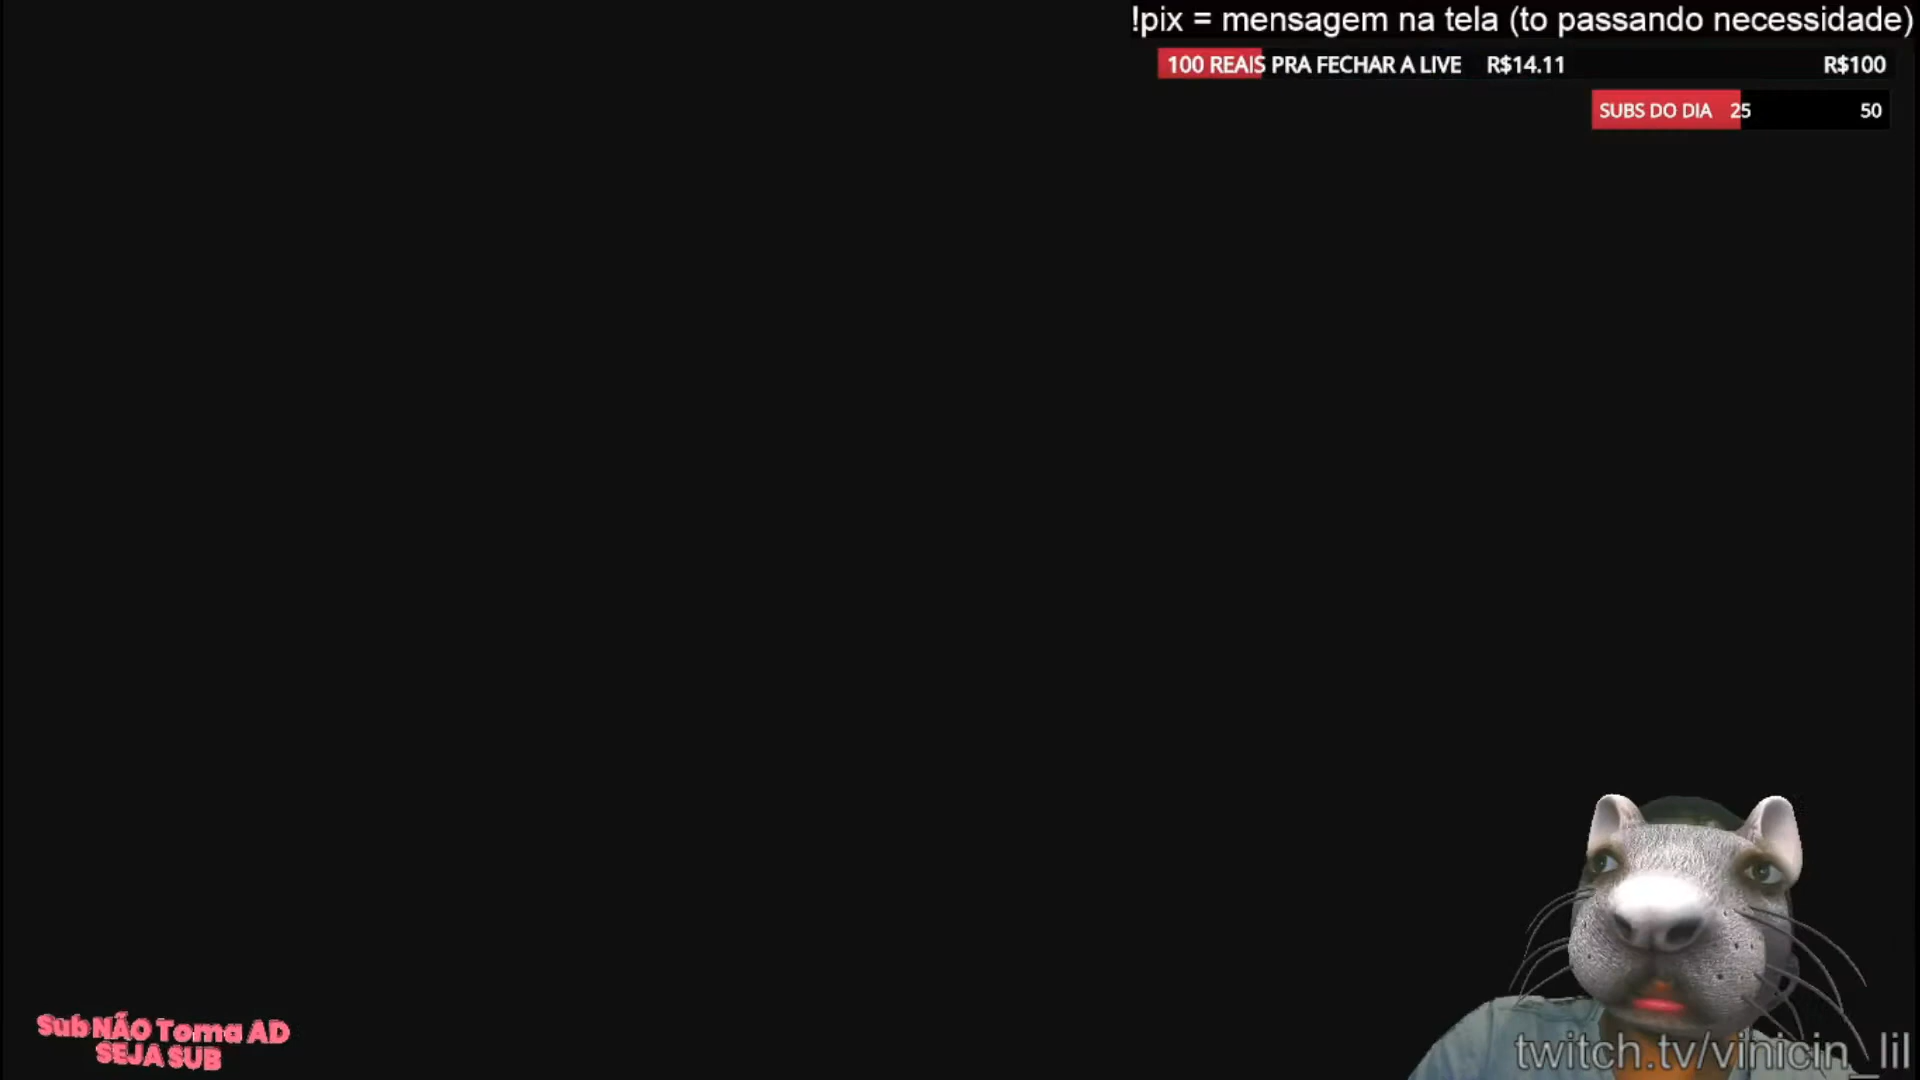 !pix = mensagem na tela (to passando necessidade)
100 REAIS PRA FECHAR A LIVE R$14.11 R$100
SUBS DO DIA 25 50
Sub NÃO Toma AD
SEJA SUB
twitch.tv/vinicin_lil